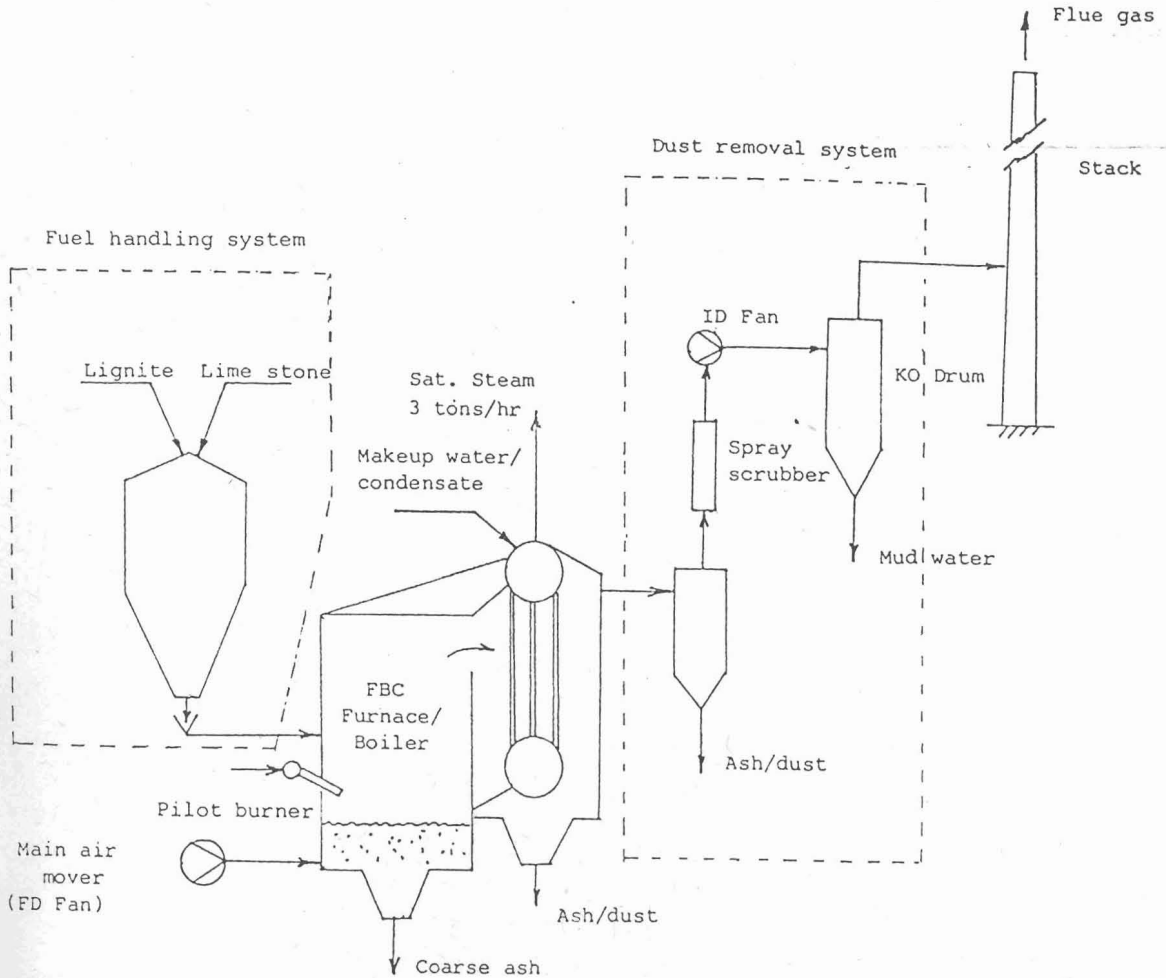 Flue gas
Dust removal system
Stack
Fuel handling system
ID Fan
Lignite
Lime stone
Sat. Steam
3 tons/hr
KO Drum
Makeup water/
condensate
Spray
scrubber
Mud water
FBC
Furnace/
Boiler
Ash/dust
Pilot burner
Main air
mover
(FD Fan)
Ash/dust
Coarse ash